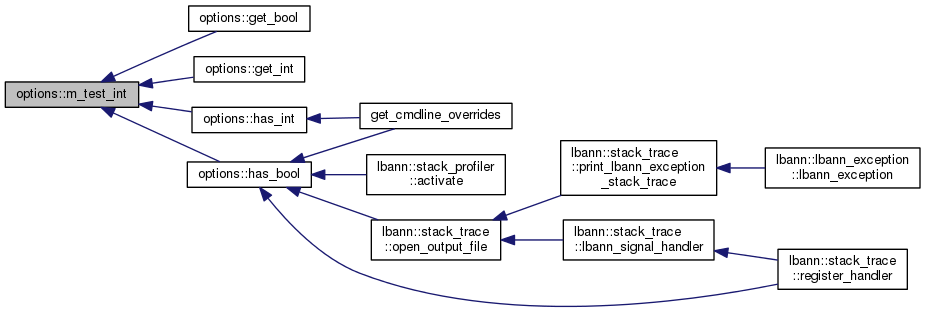 options::get_bool
options::get_int
options::m_test_int
options::has_int
get_cmdline_overrides
options::has_bool
lbann::stack_profiler
::activate
lbann::stack_trace
::print_lbann_exception
_stack_trace
lbann::lbann_exception
::lbann_exception
lbann::stack_trace
::open_output_file
lbann::stack_trace
::lbann_signal_handler
lbann::stack_trace
::register_handler